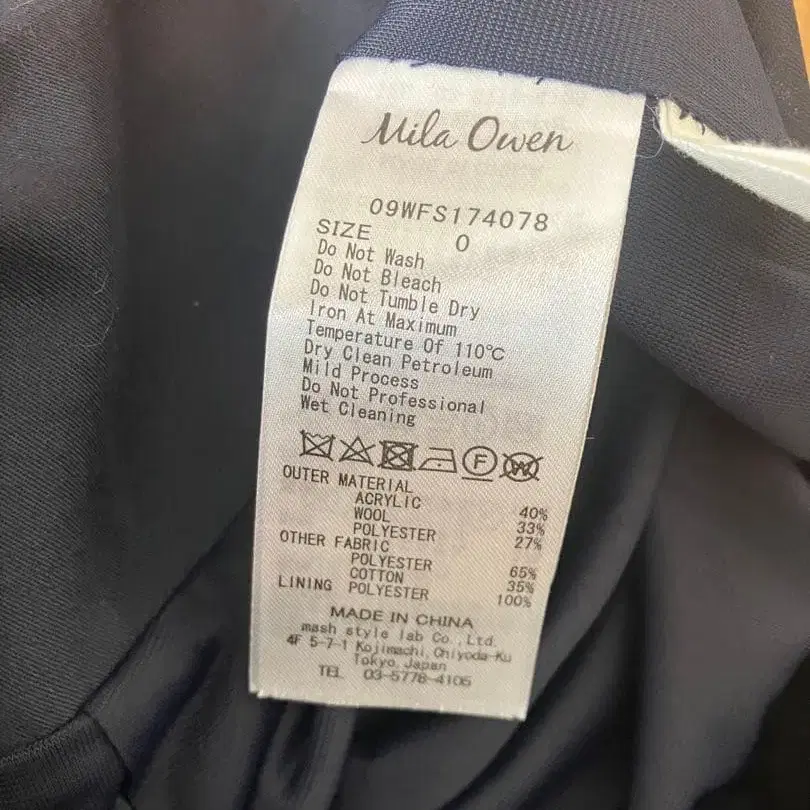 Mila Owen
09WFS174078
SIZE 0
Do Not Wash
Do Not Bleach
Do Not Tumble Dry
Iron At Maximum
Temperature Of 110℃
Dry Clean Petroleum
Mild Process
Do Not Professional
Wet Cleaning
F W
OUTER MATERIAL
ACRYLIC 40%
WOOL 33%
POLYESTER 27%
OTHER FABRIC
POLYESTER 65%
COTTON 35%
LINING POLYESTER 100%
MADE IN CHINA
mash style lab Co.,Ltd.
4F 5-7-1 Kojimachi, Chiyoda-Ku
Tokyo, Japan
TEL 03-5778-4105